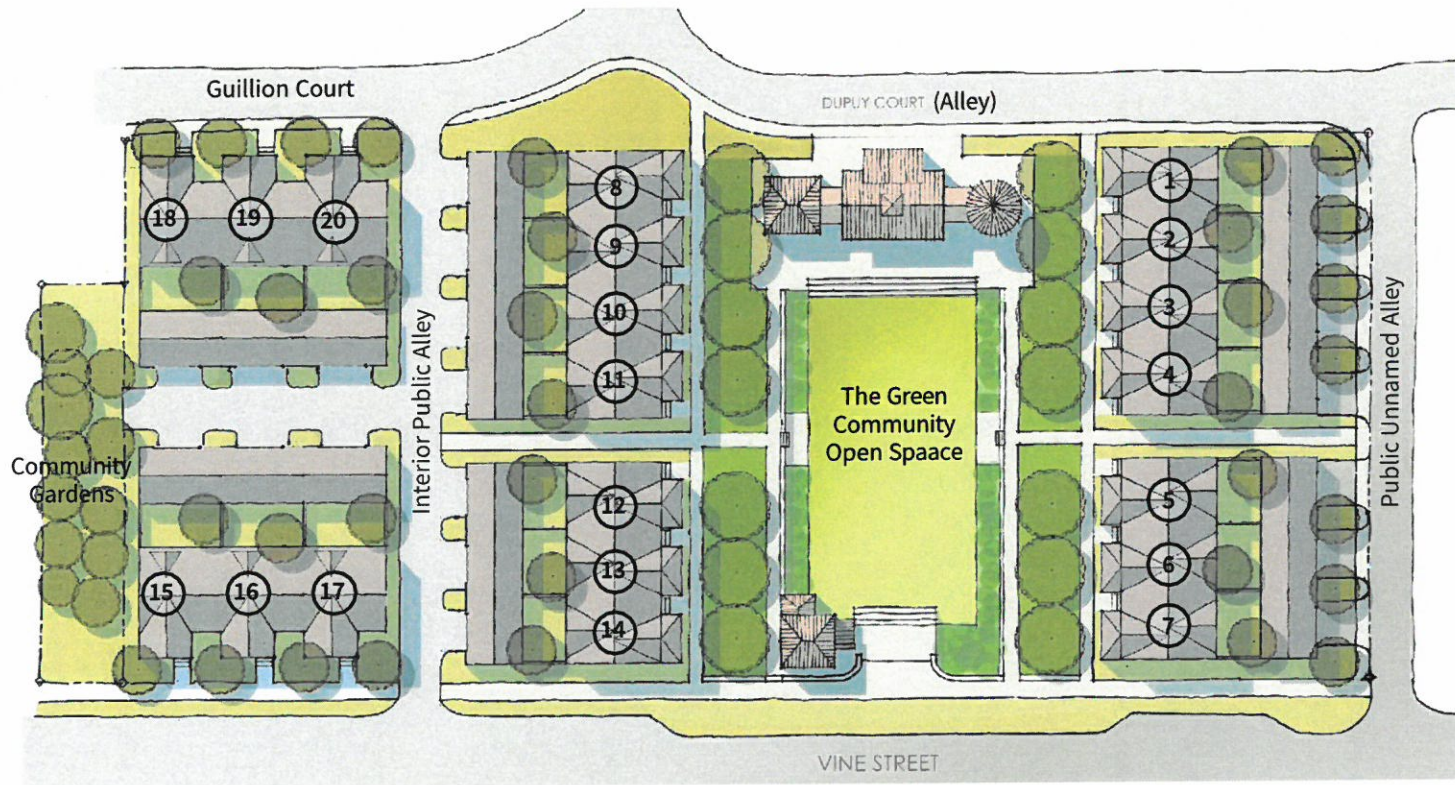 Guillion Court
DUPUY COURT (Alley)
18
19
20
8
9
10
11
1
2
3
4
The Green
Community
Open Spaace
Interior Public Alley
Public Unnamed Alley
Community
Gardens
12
13
14
5
6
7
15
16
17
VINE STREET